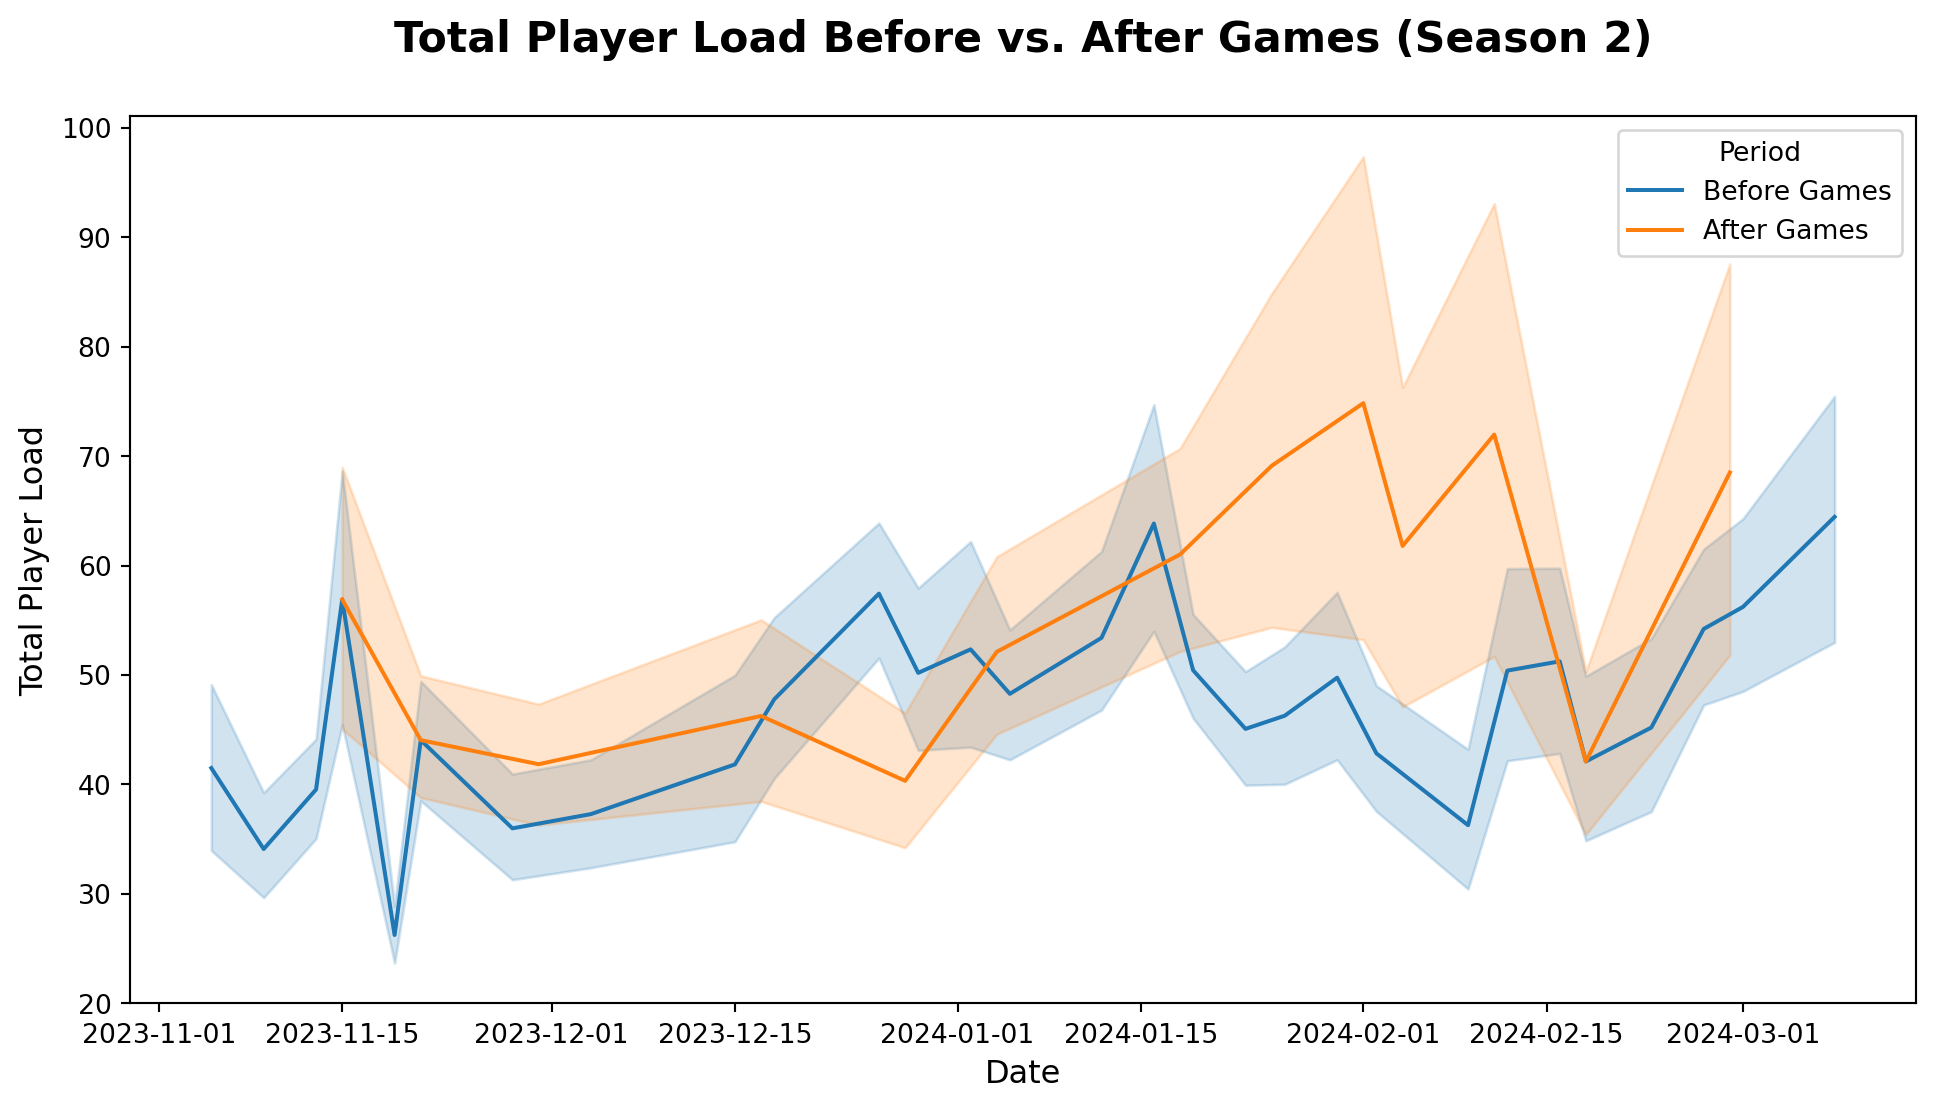 Total Player Load Before vs. After Games (Season 2)
Period
Before Games
After Games
Total Player Load
100
90
80
70
60
50
40
30
20
2023-11-01 2023-11-15 2023-12-01 2023-12-15 2024-01-01 2024-01-15 2024-02-01 2024-02-15 2024-03-01
Date